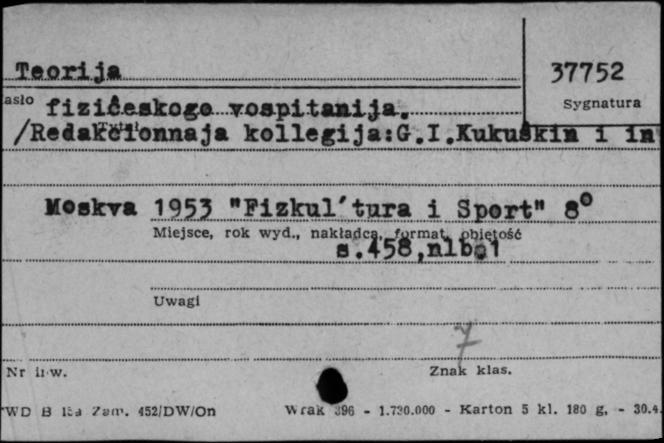 Teorija
37752
asło fizičeskogo vospitanija.
Sygnatura
/Redakcionnaja kollegija:G.I.Kukuškin i in
Moskva 1953 "Fizkul´tura i Sport" 8°
Miejsce, rok wyd., nakładca, format, objętość
s.458,nlb.1
Uwagi
7
Nr inw.
Znak klas.
WD B 15a Zam. 452/DW/On Wrak 396 - 1.730.000 - Karton 5 kl. 180 g. - 30.4.